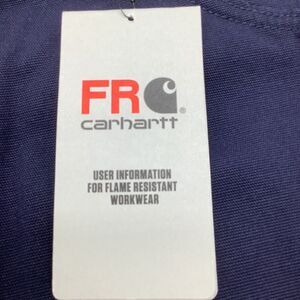 FR
carhartt®
USER INFORMATION
FOR FLAME RESISTANT
WORKWEAR